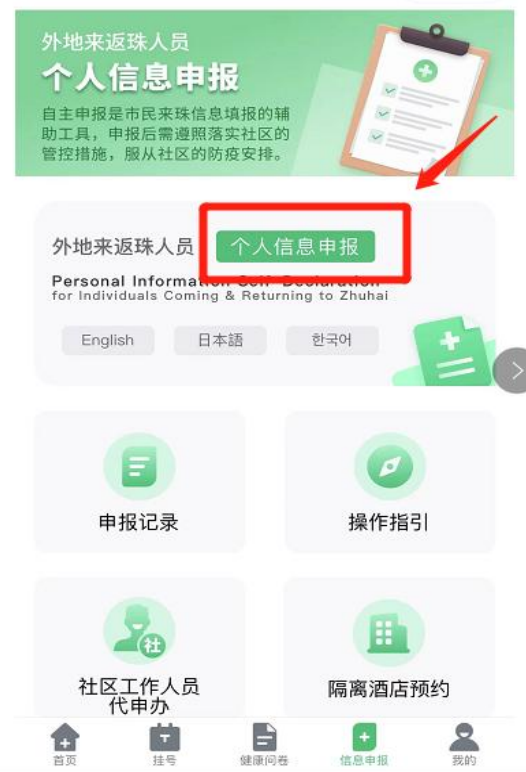 外地来返珠人员
个人信息申报
自主申报是市民来珠信息填报的辅
助工具，申报后需遵照落实社区的
管控措施，服从社区的防疫安排。
外地来返珠人员 个人信息申报
Personal Information Self-Declaration
for Individuals Coming & Returning to Zhuhai
English 日本語 한국어
申报记录 操作指引
社
社区工作人员
代申办
隔离酒店预约
首页 挂号 健康问卷 信息申报 我的